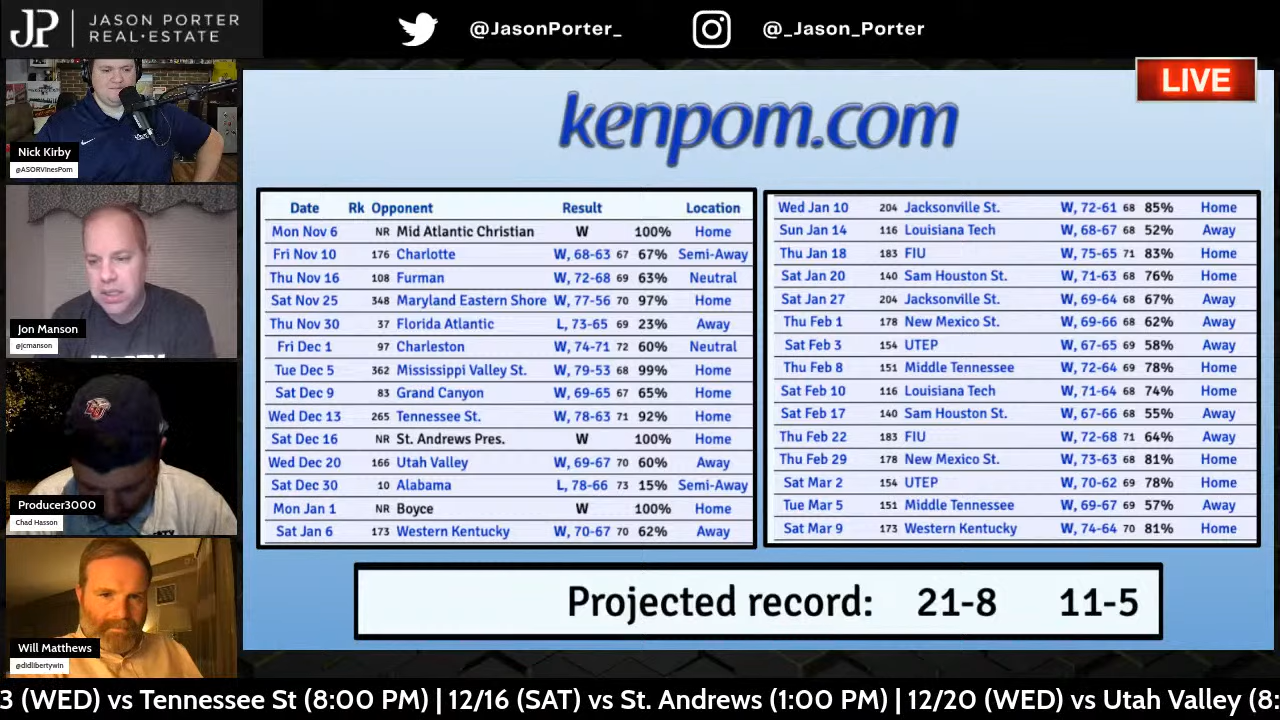 JP | JASON PORTER
REAL•ESTATE
@JasonPorter_
@_Jason_Porter
LIVE
Nick Kirby
@ASORVinesPom
Jon Manson
@jcmanson
Producer3000
Chad Hasson
Will Matthews
@didlibertywin
kenpom.com
Date Rk Opponent Result Location
Mon Nov 6 NR Mid Atlantic Christian W 100% Home
Fri Nov 10 176 Charlotte W, 68-63 67 67% Semi-Away
Thu Nov 16 108 Furman W, 72-68 69 63% Neutral
Sat Nov 25 348 Maryland Eastern Shore W, 77-56 70 97% Home
Thu Nov 30 37 Florida Atlantic L, 73-65 69 23% Away
Fri Dec 1 97 Charleston W, 74-71 72 60% Neutral
Tue Dec 5 362 Mississippi Valley St. W, 79-53 68 99% Home
Sat Dec 9 83 Grand Canyon W, 69-65 67 65% Home
Wed Dec 13 265 Tennessee St. W, 78-63 71 92% Home
Sat Dec 16 NR St. Andrews Pres. W 100% Home
Wed Dec 20 166 Utah Valley W, 69-67 70 60% Away
Sat Dec 30 10 Alabama L, 78-66 73 15% Semi-Away
Mon Jan 1 NR Boyce W 100% Home
Sat Jan 6 173 Western Kentucky W, 70-67 70 62% Away
Wed Jan 10 204 Jacksonville St. W, 72-61 68 85% Home
Sun Jan 14 116 Louisiana Tech W, 68-67 68 52% Away
Thu Jan 18 183 FIU W, 75-65 71 83% Home
Sat Jan 20 140 Sam Houston St. W, 71-63 68 76% Home
Sat Jan 27 204 Jacksonville St. W, 69-64 68 67% Away
Thu Feb 1 178 New Mexico St. W, 69-66 68 62% Away
Sat Feb 3 154 UTEP W, 67-65 69 58% Away
Thu Feb 8 151 Middle Tennessee W, 72-64 69 78% Home
Sat Feb 10 116 Louisiana Tech W, 71-64 68 74% Home
Sat Feb 17 140 Sam Houston St. W, 67-66 68 55% Away
Thu Feb 22 183 FIU W, 72-68 71 64% Away
Thu Feb 29 178 New Mexico St. W, 73-63 68 81% Home
Sat Mar 2 154 UTEP W, 70-62 69 78% Home
Tue Mar 5 151 Middle Tennessee W, 69-67 69 57% Away
Sat Mar 9 173 Western Kentucky W, 74-64 70 81% Home
Projected record: 21-8 11-5
3 (WED) vs Tennessee St (8:00 PM) | 12/16 (SAT) vs St. Andrews (1:00 PM) | 12/20 (WED) vs Utah Valley (8: